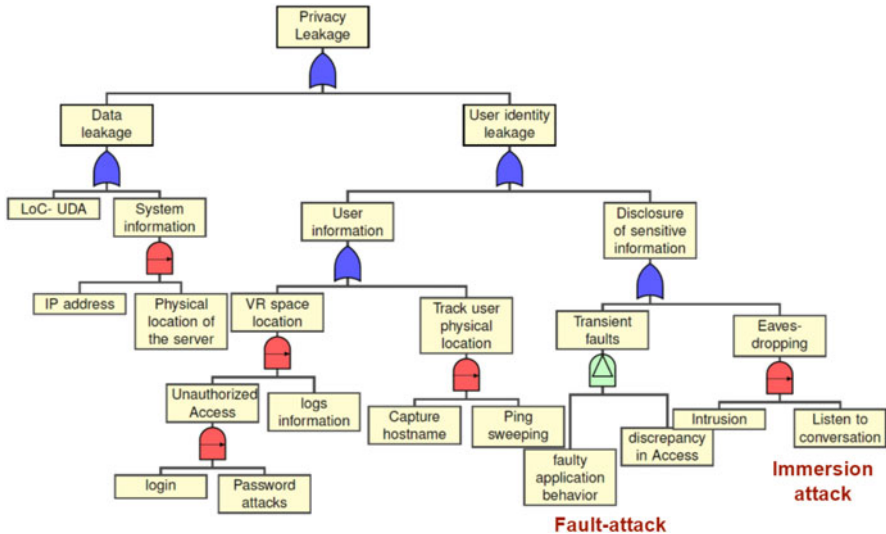 Privacy
Leakage
Data
leakage
User identity
leakage
LoC- UDA
System
information
User
information
Disclosure
of sensitive
information
IP address
Physical
location of
the server
VR space
location
Track user
physical
location
Transient
faults
Eaves-
dropping
Unauthorized
Access
logs
information
Capture
hostname
Ping
sweeping
faulty
application
behavior
discrepancy
in Access
Intrusion
Listen to
conversation
login
Password
attacks
Fault-attack
Immersion
attack